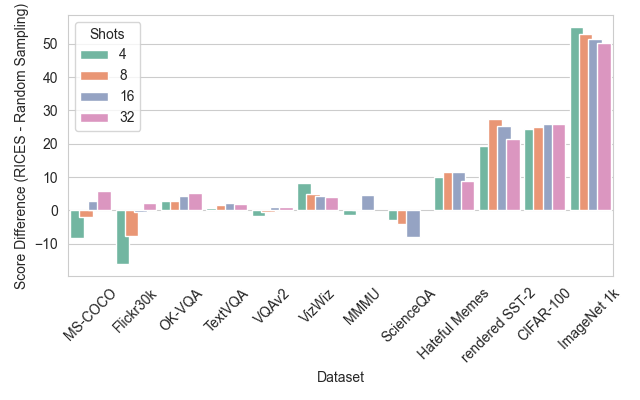 Score Difference (RICES - Random Sampling)
50
40
30
20
10
0
−10
Shots
4
8
16
32
MS-COCO
Flickr30k
OK-VQA
TextVQA
VQAv2
VizWiz
MMMU
ScienceQA
Hateful Memes
rendered SST-2
CIFAR-100
ImageNet 1k
Dataset